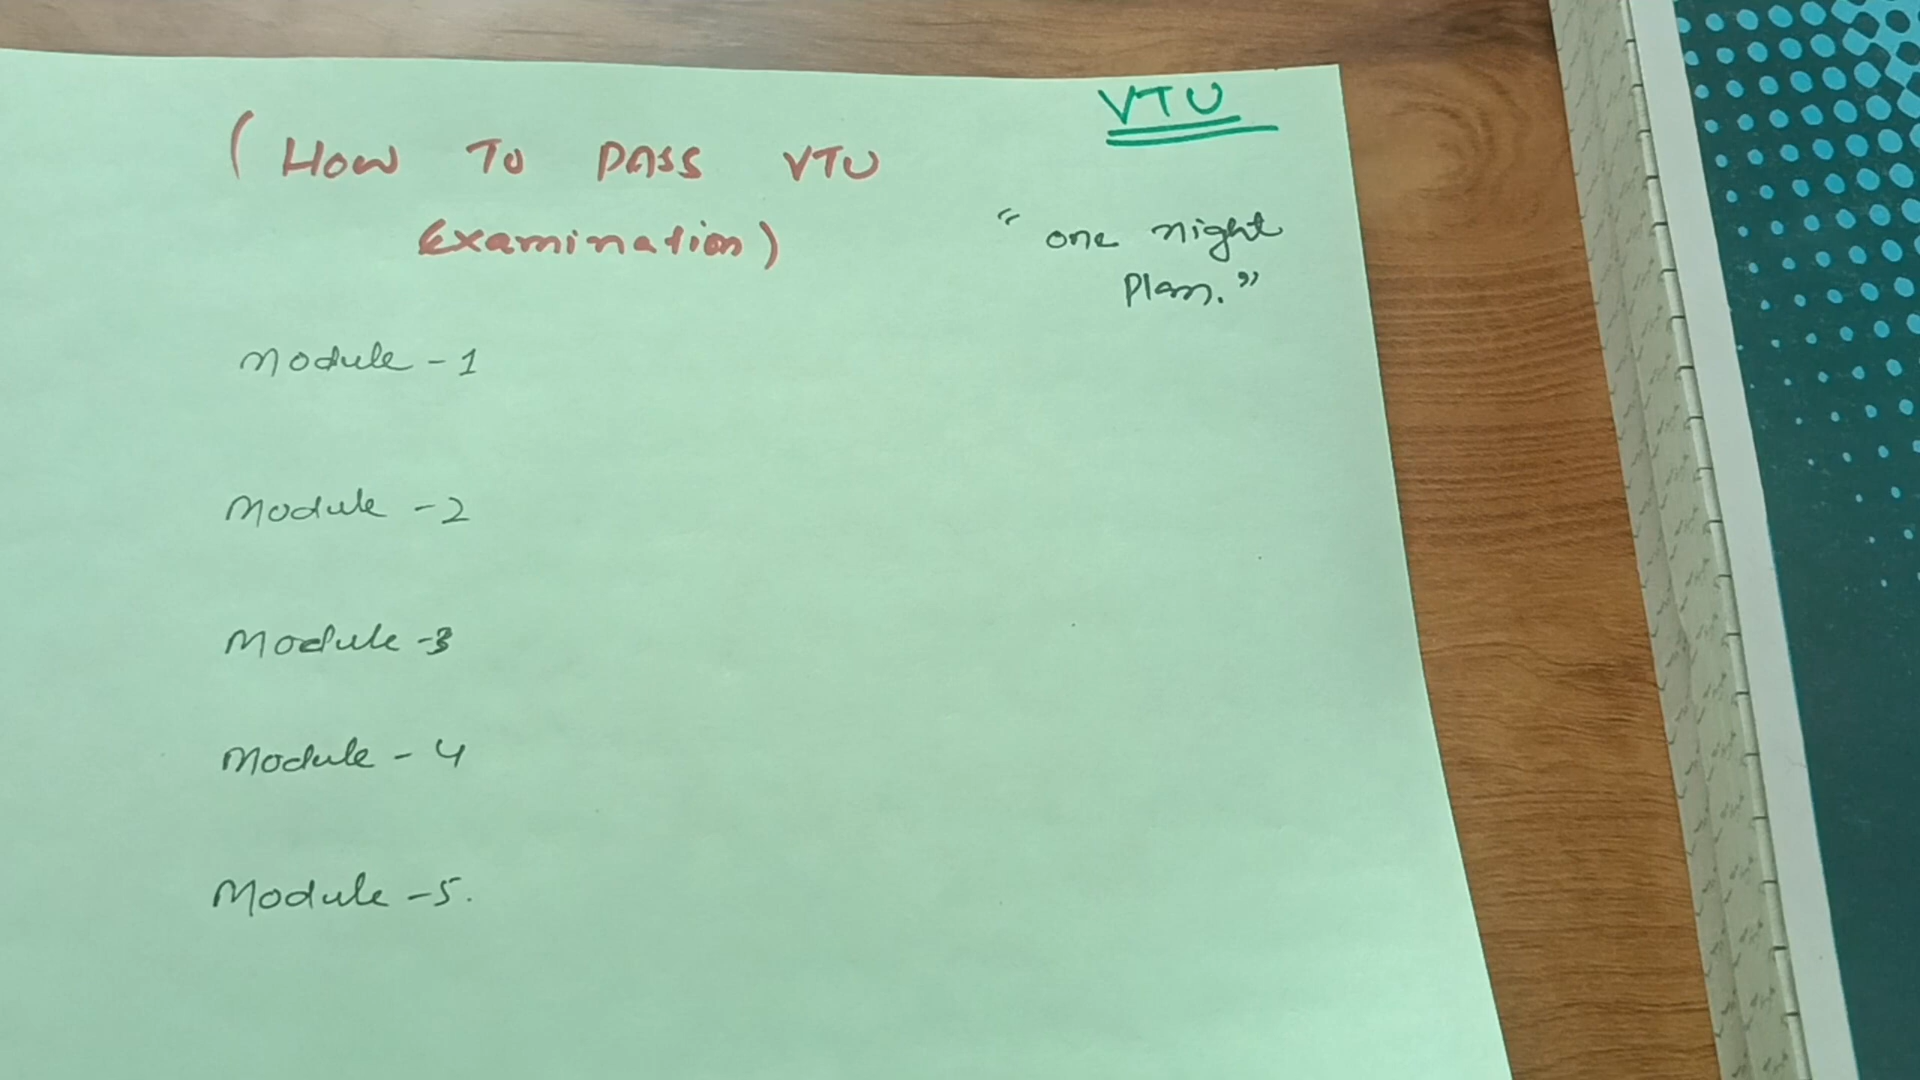 VTU
(HOW TO PASS VTU
Examination)
"one night
Plan."
Module - 1
Module - 2
Module - 3
Module - 4
Module - 5.